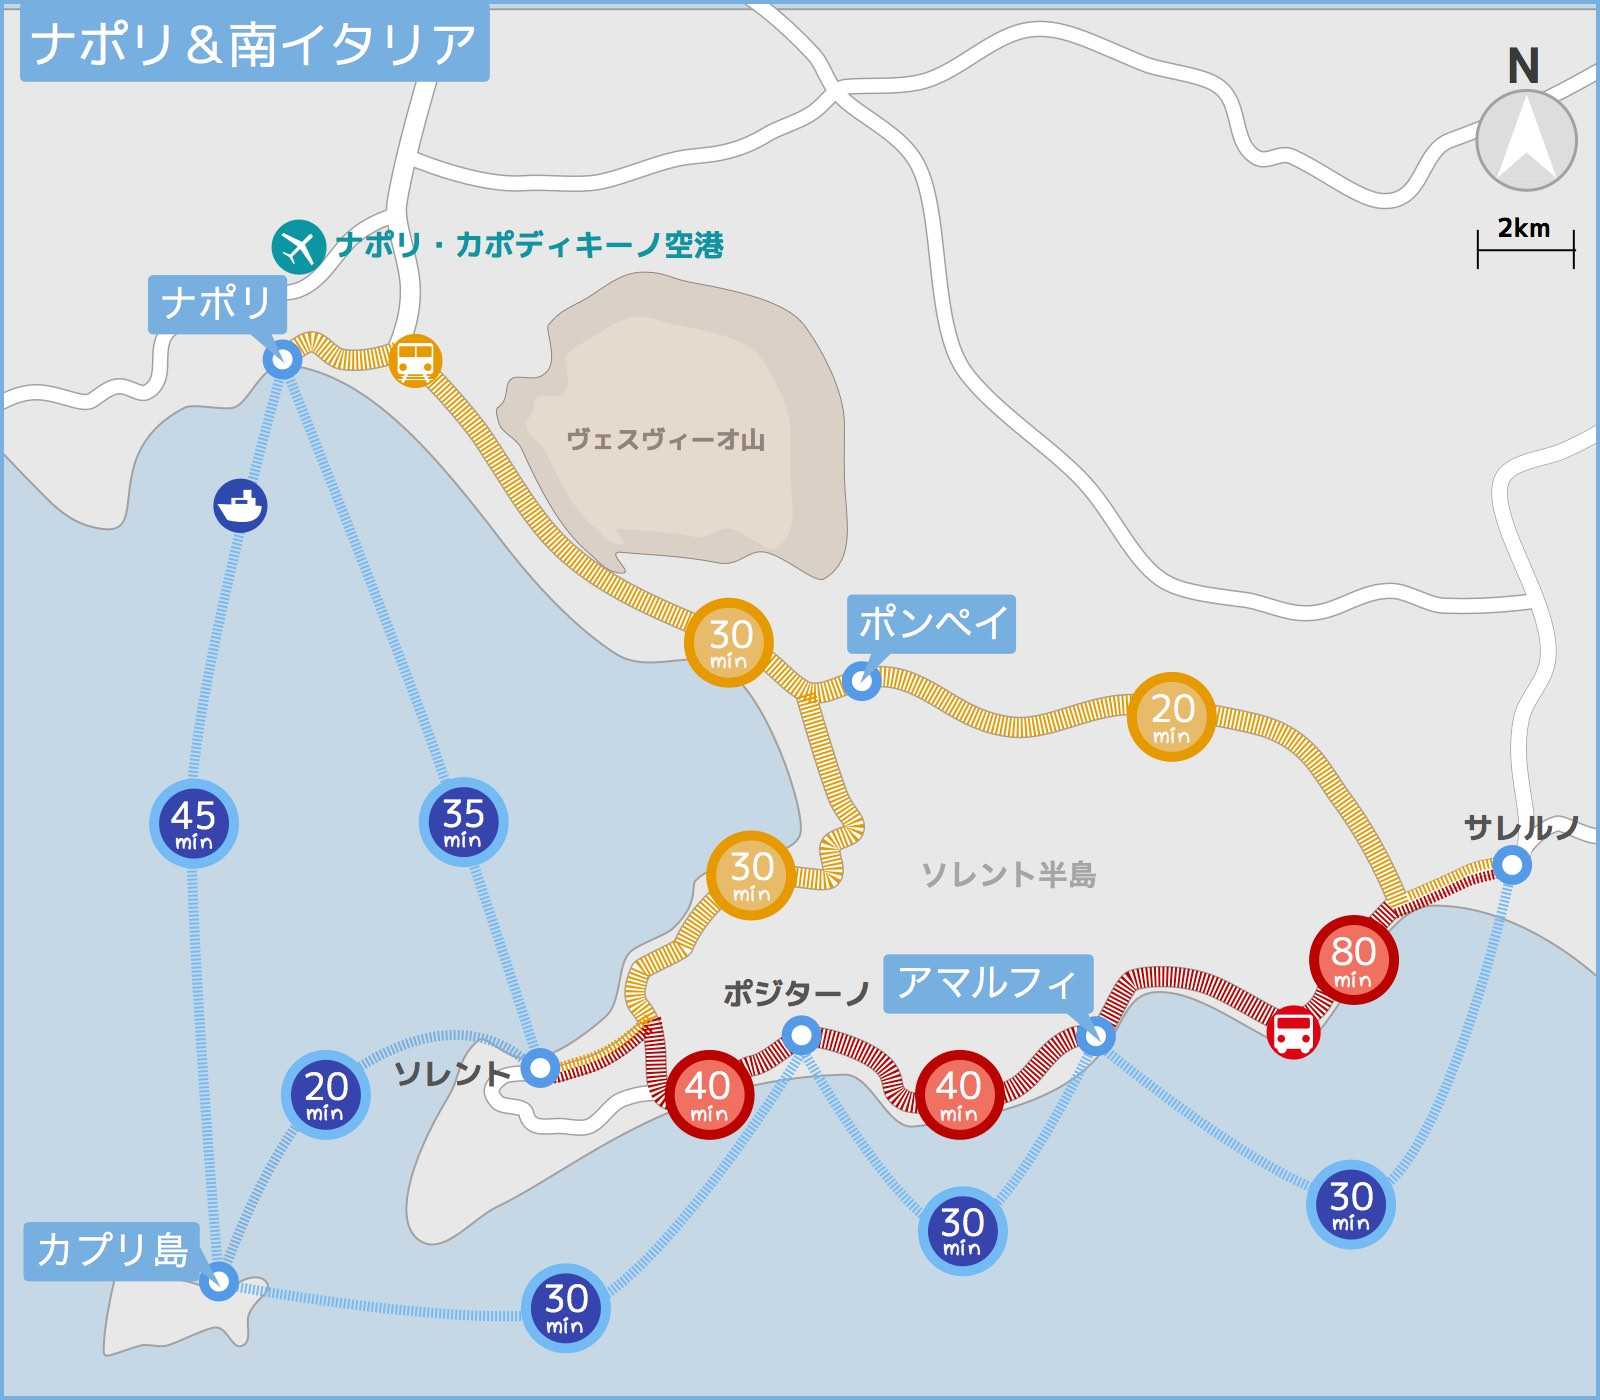 ナポリ＆南イタリア
N
2km
ナポリ・カポディキーノ空港
ナポリ
ヴェスヴィーオ山
30
min
ポンペイ
20
min
45
min
35
min
サレルノ
30
min
ソレント半島
80
min
ポジターノ
アマルフィ
ソレント
20
min
40
min
40
min
30
min
30
min
カプリ島
30
min